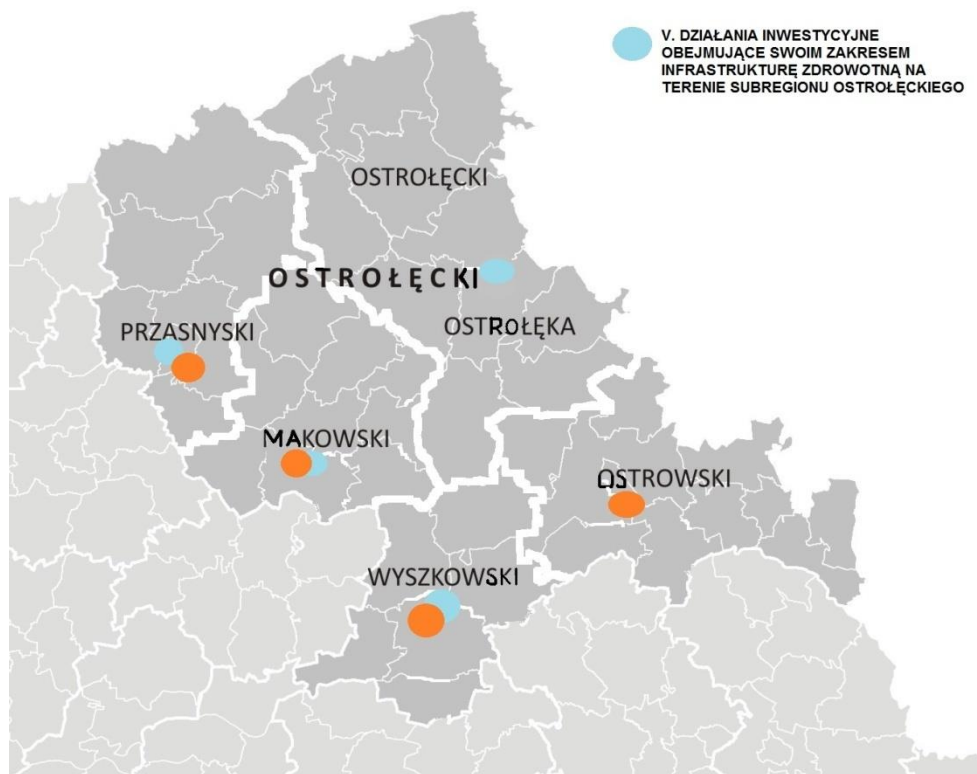 V. DZIAŁANIA INWESTYCYJNE
OBEJMUJĄCE SWOIM ZAKRESEM
INFRASTRUKTURĘ ZDROWOTNĄ NA
TERENIE SUBREGIONU OSTROŁĘCKIEGO
OSTROŁĘCKI
OSTROŁĘCKI
OSTROŁĘKA
PRZASNYSKI
MAKOWSKI
OSTROWSKI
WYSZKOWSKI